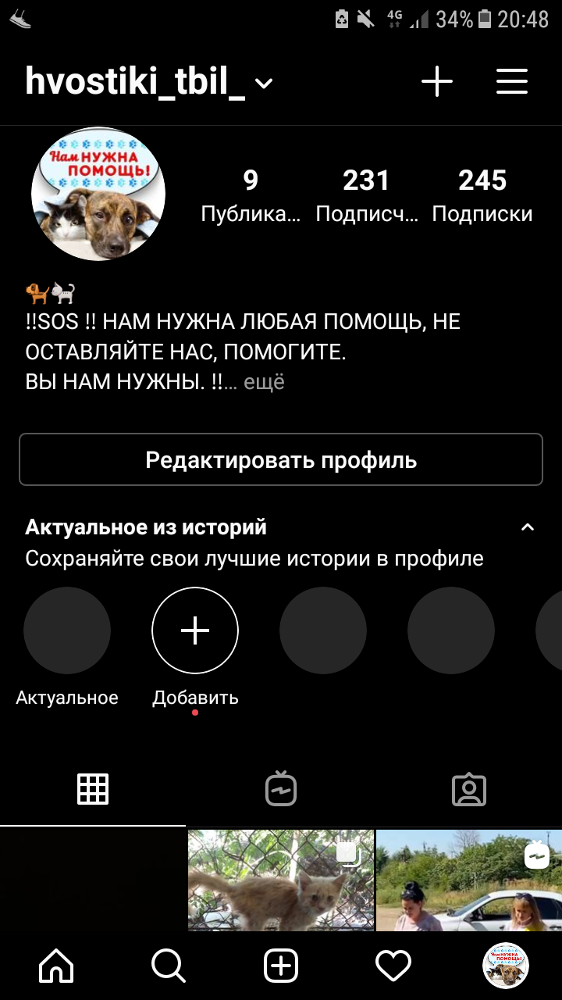 4G 34% 20:48
hvostiki_tbil_
Нам НУЖНА
ПОМОЩЬ!
9 231 245
Публика... Подписч... Подписки
!!SOS !! НАМ НУЖНА ЛЮБАЯ ПОМОЩЬ, НЕ
ОСТАВЛЯЙТЕ НАС, ПОМОГИТЕ.
ВЫ НАМ НУЖНЫ. !!... ещё
Редактировать профиль
Актуальное из историй
Сохраняйте свои лучшие истории в профиле
Актуальное Добавить
Нам НУЖНА
ПОМОЩЬ!